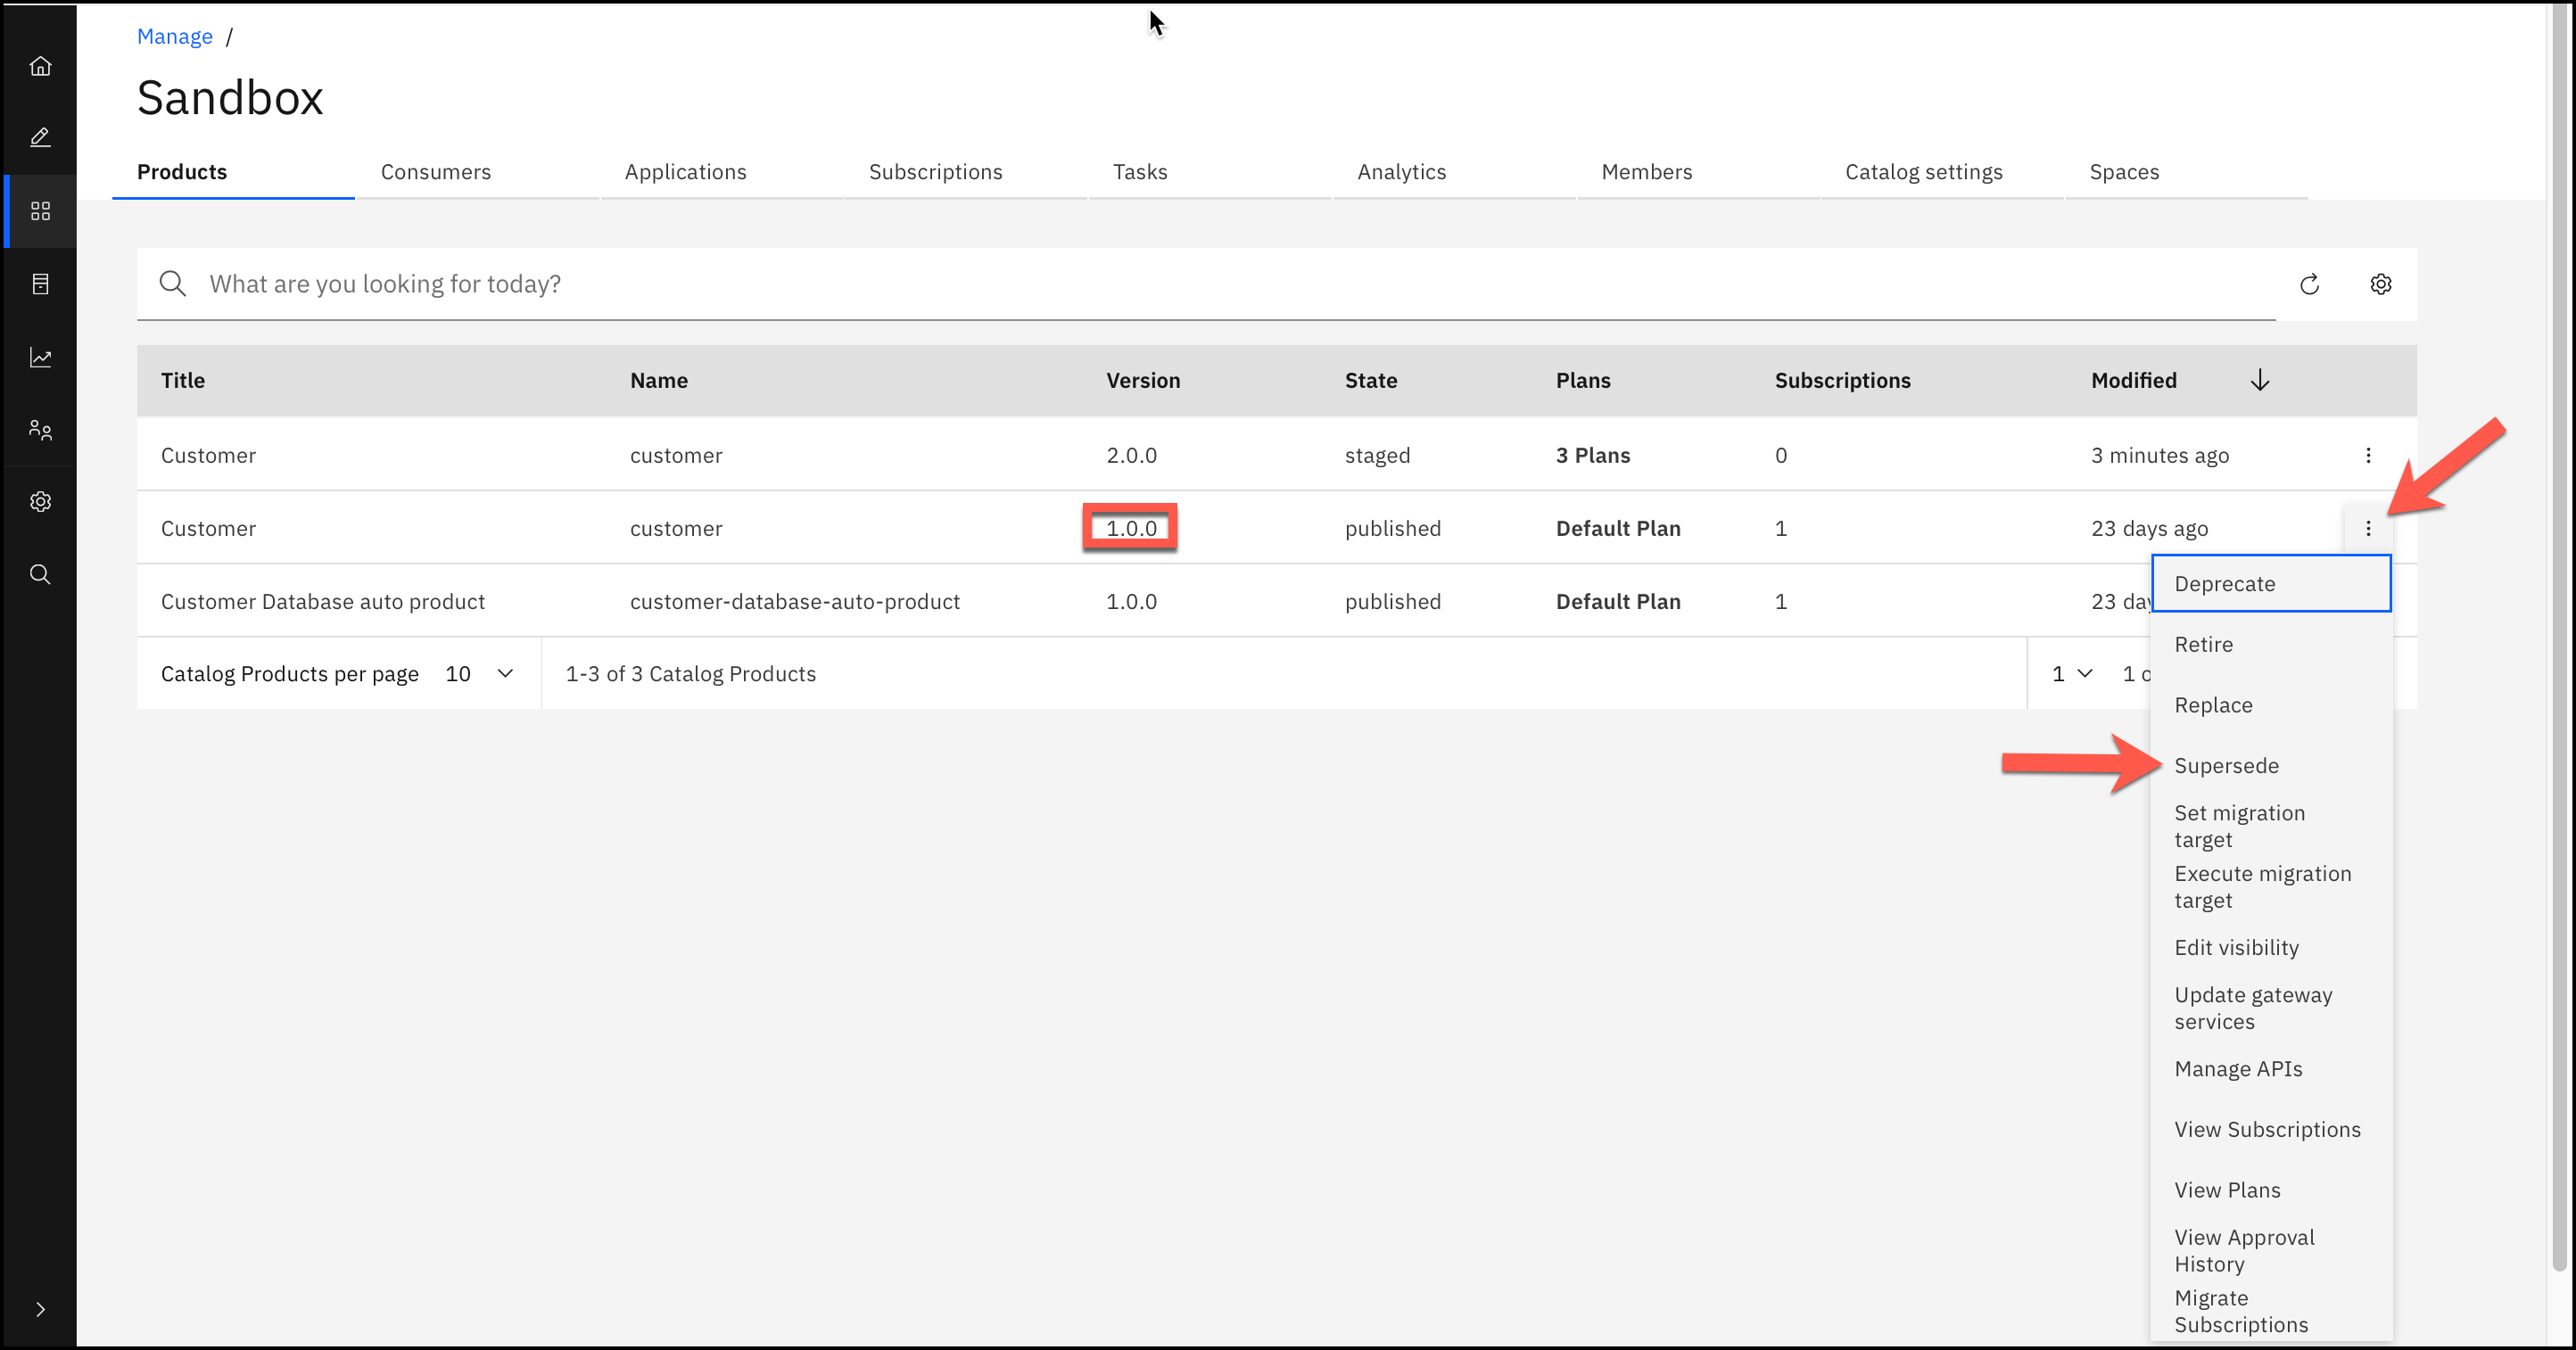 Manage /
Sandbox
Products Consumers Applications Subscriptions Tasks Analytics Members Catalog settings Spaces
What are you looking for today?
Title Name Version State Plans Subscriptions Modified
Customer customer 2.0.0 staged 3 Plans 0 3 minutes ago
Customer customer 1.0.0 published Default Plan 1 23 days ago
Customer Database auto product customer-database-auto-product 1.0.0 published Default Plan 1 23 day
Catalog Products per page 10 1-3 of 3 Catalog Products 1 1 o
Deprecate
Retire
Replace
Supersede
Set migration
target
Execute migration
target
Edit visibility
Update gateway
services
Manage APIs
View Subscriptions
View Plans
View Approval
History
Migrate
Subscriptions